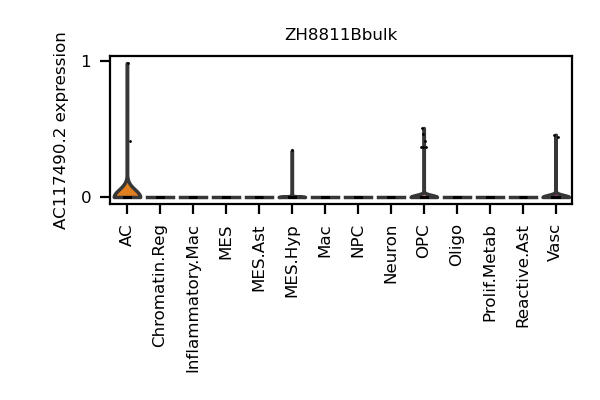 ZH8811Bbulk
AC117490.2 expression
1
0
AC
Chromatin.Reg
Inflammatory.Mac
MES
MES.Ast
MES.Hyp
Mac
NPC
Neuron
OPC
Oligo
Prolif.Metab
Reactive.Ast
Vasc